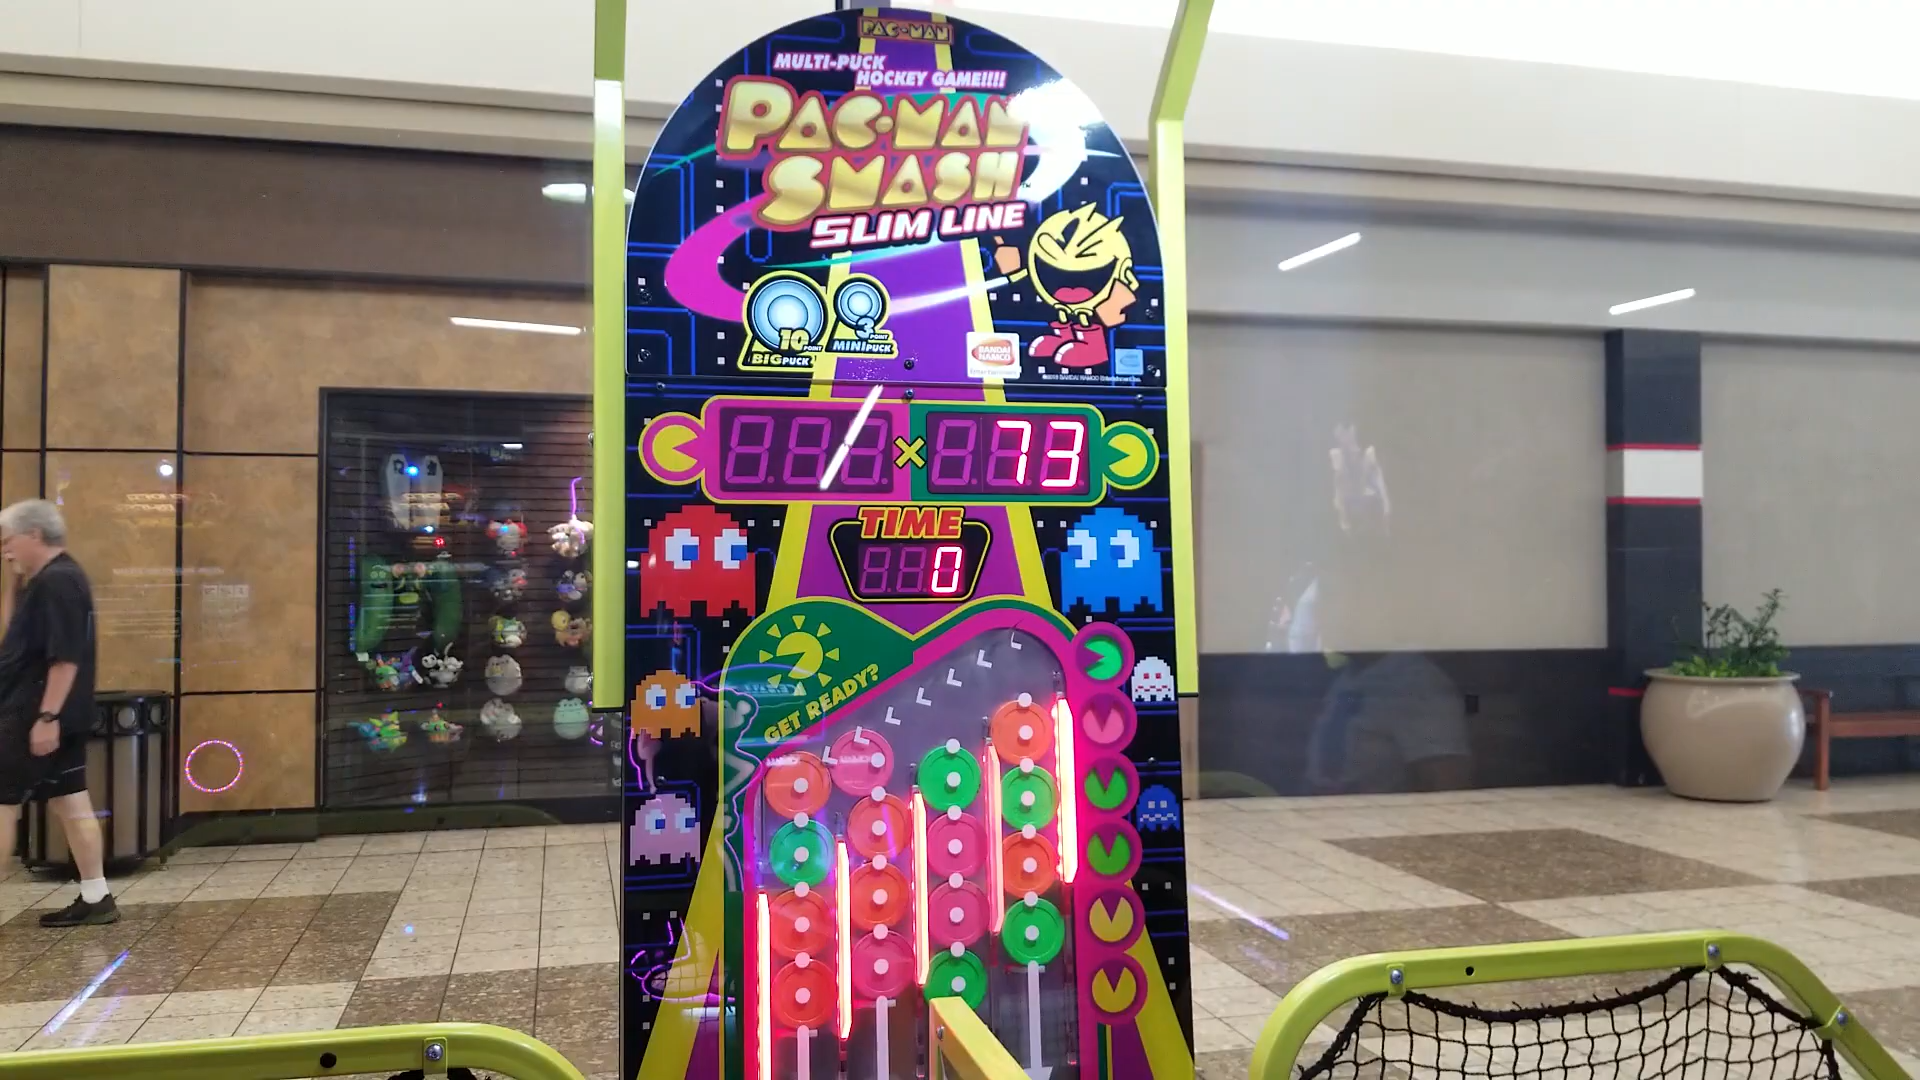 PAC-MAN
MULTI-PUCK
HOCKEY GAME!!!!
PAC-MAN
SMASH
SLIM LINE
10 POINT
BIG PUCK
3 POINT
MINI PUCK
BANDAI
NAMCO
73
TIME
0
GET READY?